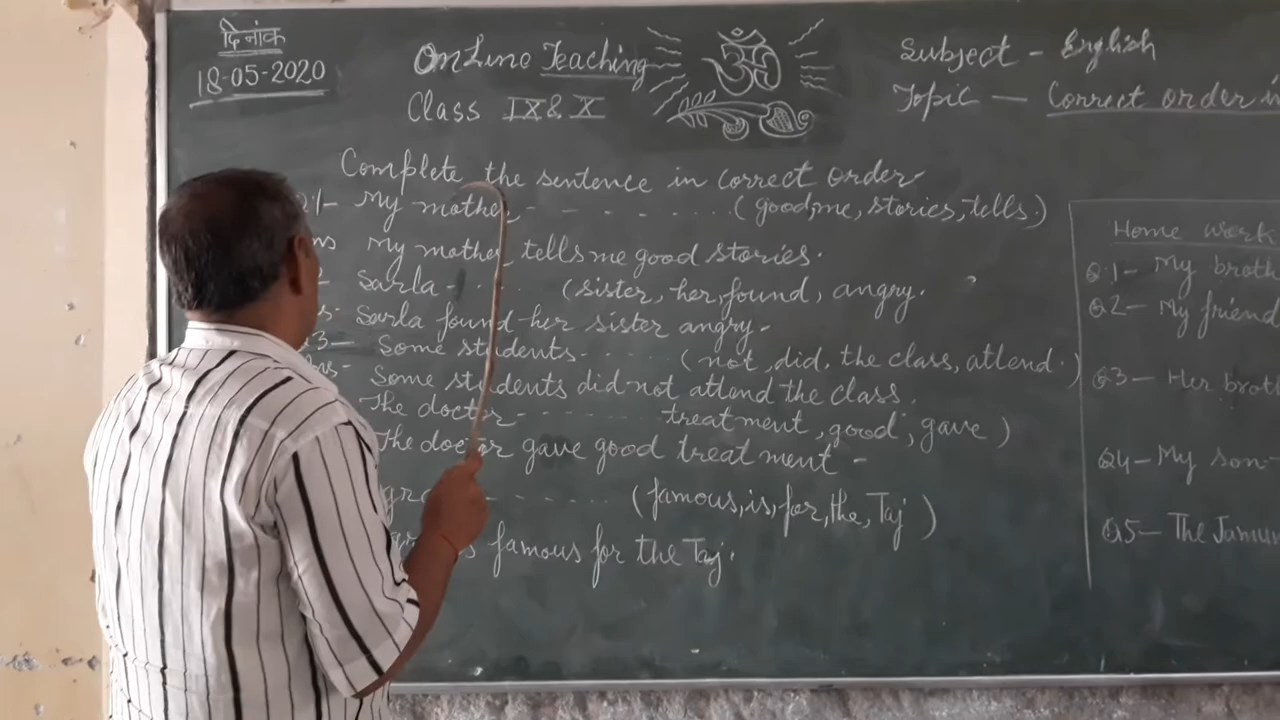 दिनांक
18-05-2020
OnLine Teaching
Class IX & X
ॐ
Subject - English
Topic — Correct order in
Complete the sentence in correct order
1- My mother - - - ...... (good, me, stories, tells)
My mother tells me good stories.
Sarla - ... (sister, her, found, angry.
Sarla found her sister angry-
3- Some students ..... (not, did, the class, attend.)
Some students did not attend the class.
The doctor - ....... treatment, good, gave)
The doctor gave good treatment -
- ....... (famous, is, for, the, Taj)
famous for the Taj.
Home Work
Q.1- My broth
Q2- My friend
Q3- Her broth
Q4- My son-
Q5- The